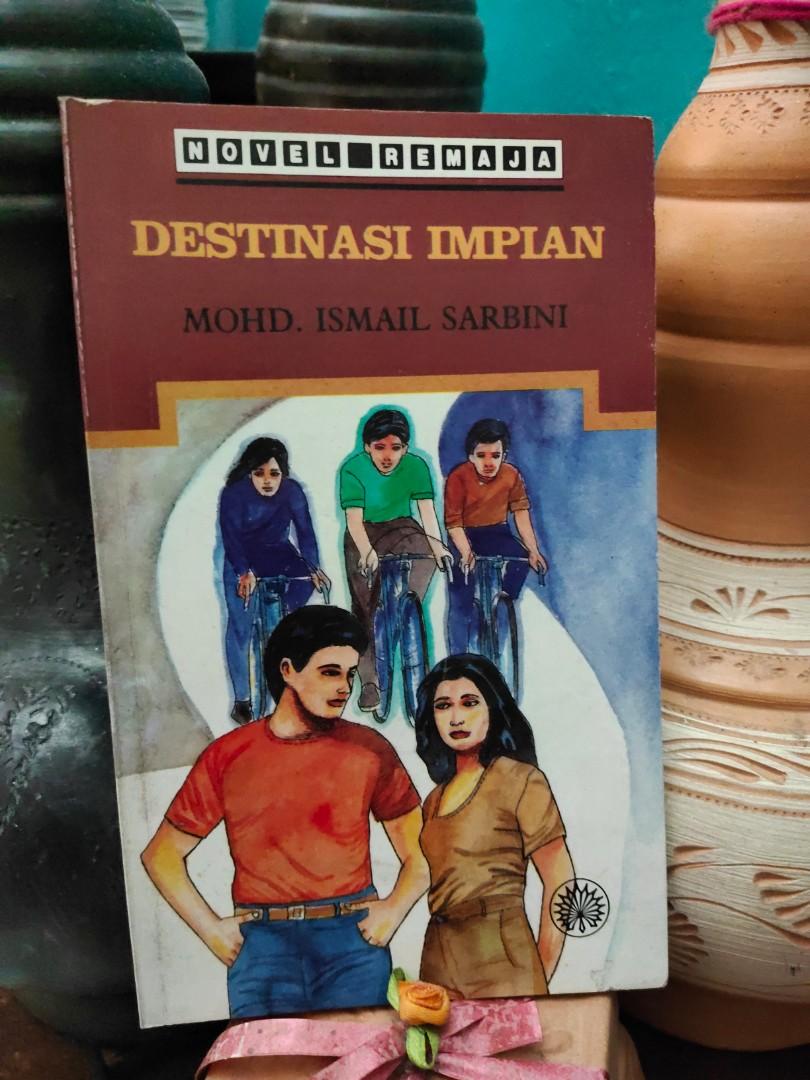 NOVEL REMAJA
DESTINASI IMPIAN
MOHD. ISMAIL SARBINI